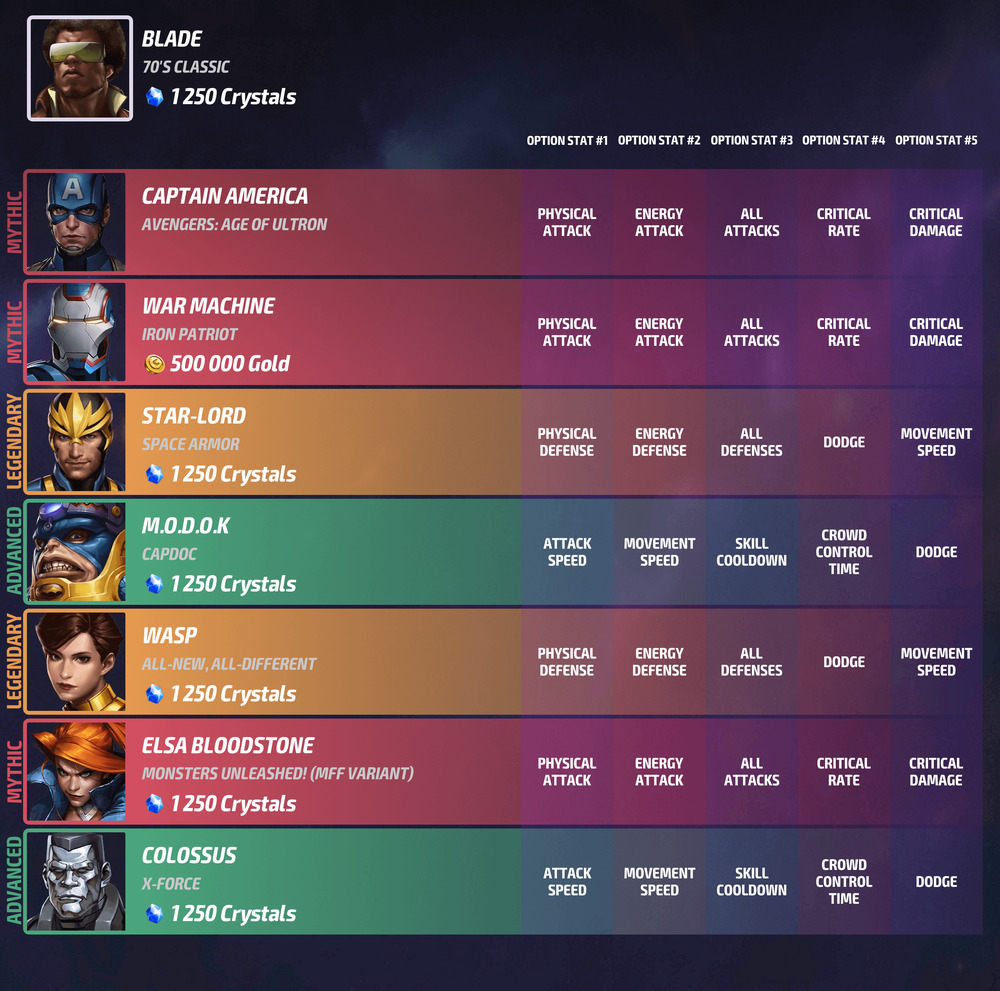 BLADE
70'S CLASSIC
1 250 Crystals
OPTION STAT #1 OPTION STAT #2 OPTION STAT #3 OPTION STAT #4 OPTION STAT #5
MYTHIC
A
CAPTAIN AMERICA
AVENGERS: AGE OF ULTRON
PHYSICAL ATTACK ENERGY ATTACK ALL ATTACKS CRITICAL RATE CRITICAL DAMAGE
MYTHIC
WAR MACHINE
IRON PATRIOT
500 000 Gold
PHYSICAL ATTACK ENERGY ATTACK ALL ATTACKS CRITICAL RATE CRITICAL DAMAGE
LEGENDARY
STAR-LORD
SPACE ARMOR
1 250 Crystals
PHYSICAL DEFENSE ENERGY DEFENSE ALL DEFENSES DODGE MOVEMENT SPEED
ADVANCED
M.O.D.O.K
CAPDOC
1 250 Crystals
ATTACK SPEED MOVEMENT SPEED SKILL COOLDOWN CROWD CONTROL TIME DODGE
LEGENDARY
WASP
ALL-NEW, ALL-DIFFERENT
1 250 Crystals
PHYSICAL DEFENSE ENERGY DEFENSE ALL DEFENSES DODGE MOVEMENT SPEED
MYTHIC
ELSA BLOODSTONE
MONSTERS UNLEASHED! (MFF VARIANT)
1 250 Crystals
PHYSICAL ATTACK ENERGY ATTACK ALL ATTACKS CRITICAL RATE CRITICAL DAMAGE
ADVANCED
COLOSSUS
X-FORCE
1 250 Crystals
ATTACK SPEED MOVEMENT SPEED SKILL COOLDOWN CROWD CONTROL TIME DODGE